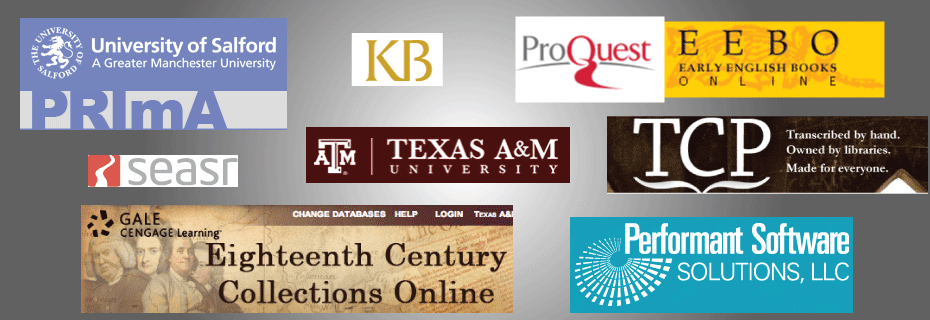 THE UNIVERSITY OF SALFORD
University of Salford
A Greater Manchester University
PRImA
KB
ProQuest
EEBO
EARLY ENGLISH BOOKS
ONLINE
seasr
ATM
TEXAS A&M
UNIVERSITY
TCP
Transcribed by hand.
Owned by libraries.
Made for everyone.
GALE
CENGAGE Learning
CHANGE DATABASES HELP LOGIN TEXAS A&M
Eighteenth Century
Collections Online
Performant Software
SOLUTIONS, LLC